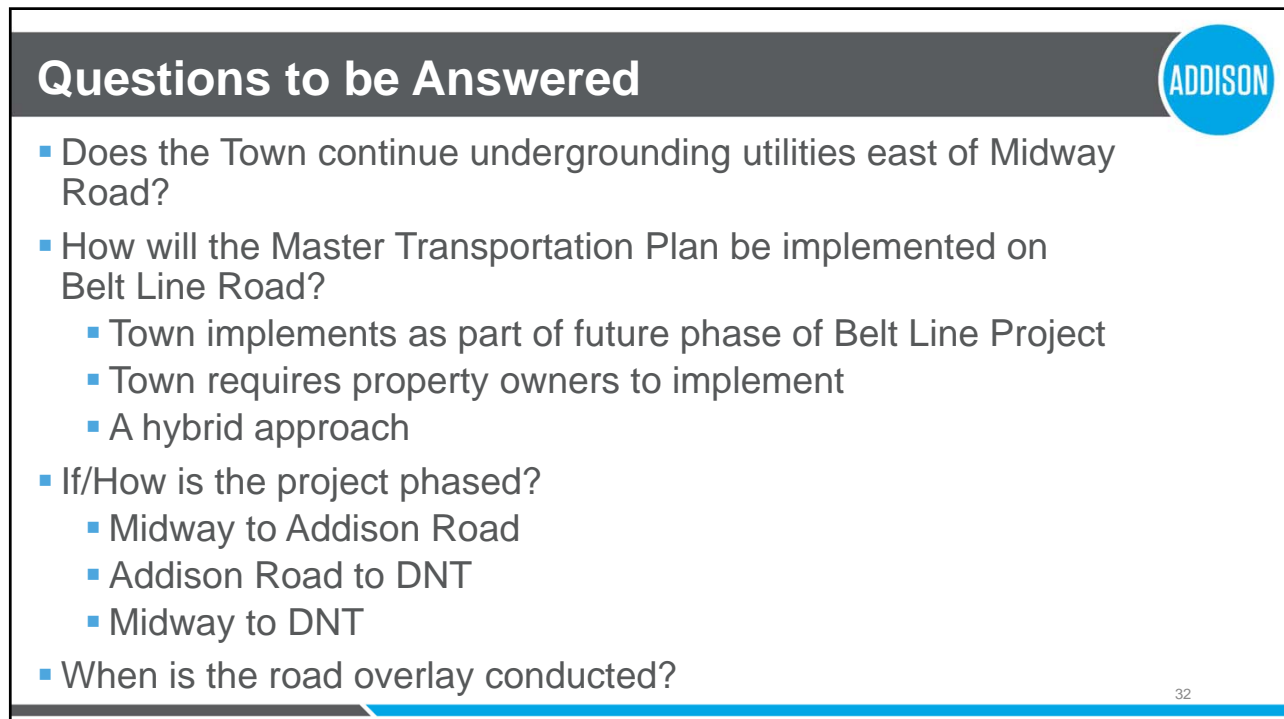 Questions to be Answered
ADDISON
▪ Does the Town continue undergrounding utilities east of Midway
Road?
▪ How will the Master Transportation Plan be implemented on
Belt Line Road?
▪ Town implements as part of future phase of Belt Line Project
▪ Town requires property owners to implement
▪ A hybrid approach
▪ If/How is the project phased?
▪ Midway to Addison Road
▪ Addison Road to DNT
▪ Midway to DNT
▪ When is the road overlay conducted?
32